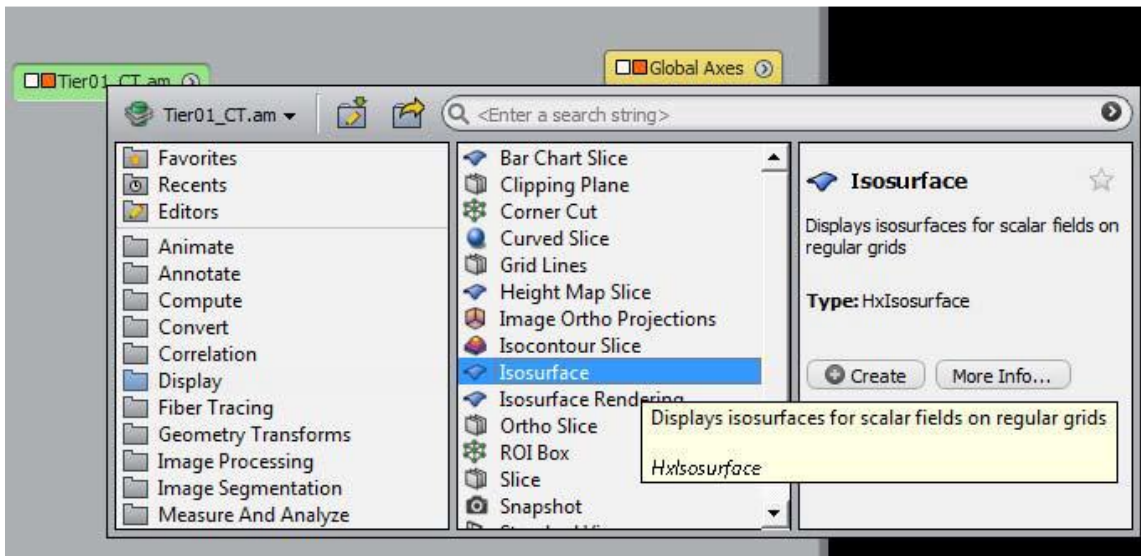 Tier01_CT.am
Global Axes
Tier01_CT.am
<Enter a search string>
Favorites
Recents
Editors
Animate
Annotate
Compute
Convert
Correlation
Display
Fiber Tracing
Geometry Transforms
Image Processing
Image Segmentation
Measure And Analyze
Bar Chart Slice
Clipping Plane
Corner Cut
Curved Slice
Grid Lines
Height Map Slice
Image Ortho Projections
Isocontour Slice
Isosurface
Isosurface Rendering
Ortho Slice
ROI Box
Slice
Snapshot
Isosurface
Displays isosurfaces for scalar fields on
regular grids
Type: HxIsosurface
Create
More Info...
Displays isosurfaces for scalar fields on regular grids
HxIsosurface